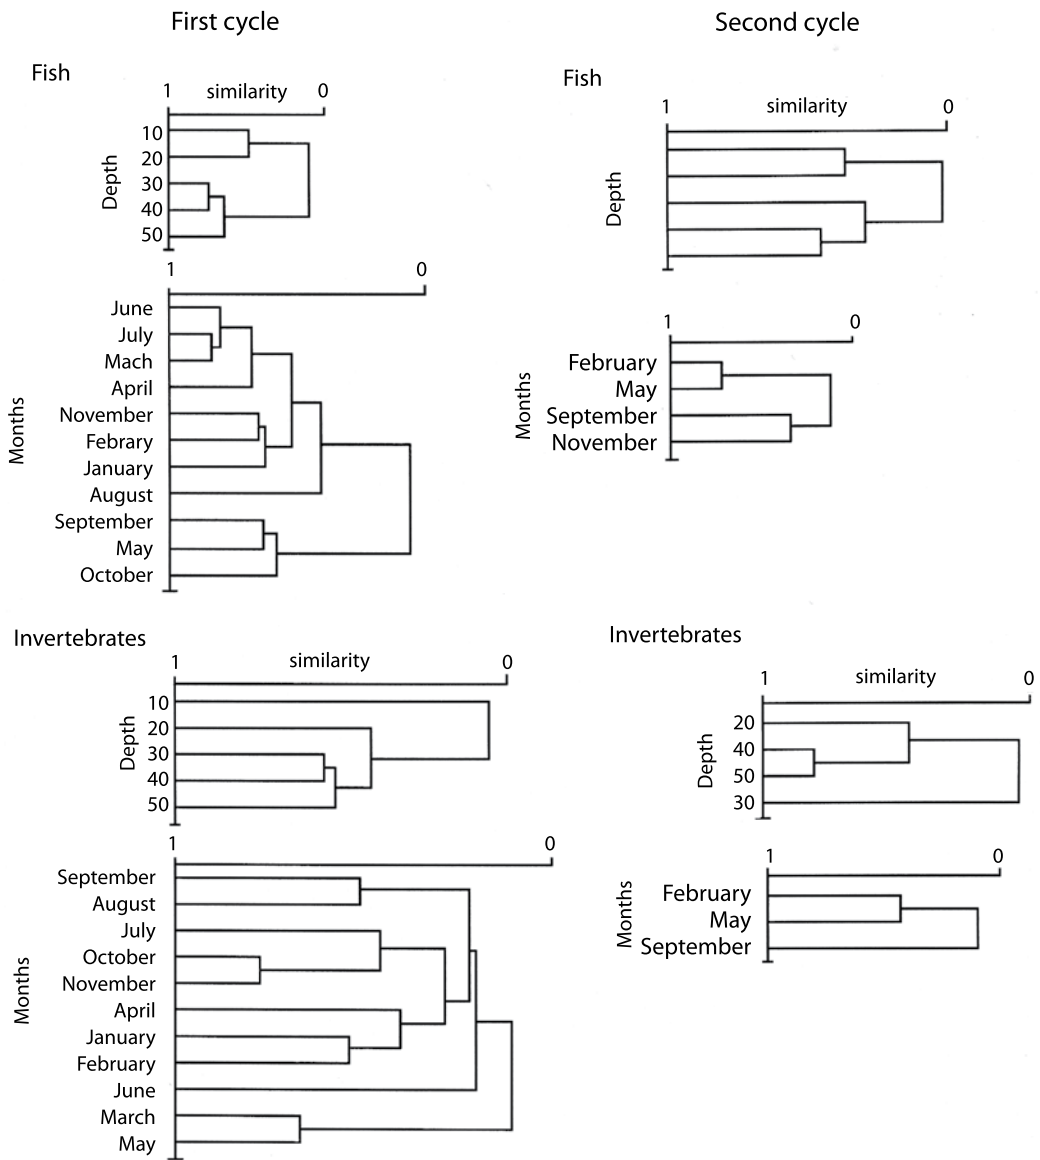 First cycle
Fish
1 similarity 0
Depth
10
20
30
40
50
1 0
Months
June
July
Mach
April
November
Febrary
January
August
September
May
October
Invertebrates
1 similarity 0
Depth
10
20
30
40
50
1 0
Months
September
August
July
October
November
April
January
February
June
March
May
Second cycle
Fish
1 similarity 0
Depth
1 0
Months
February
May
September
November
Invertebrates
1 similarity 0
Depth
20
40
50
30
1 0
Months
February
May
September